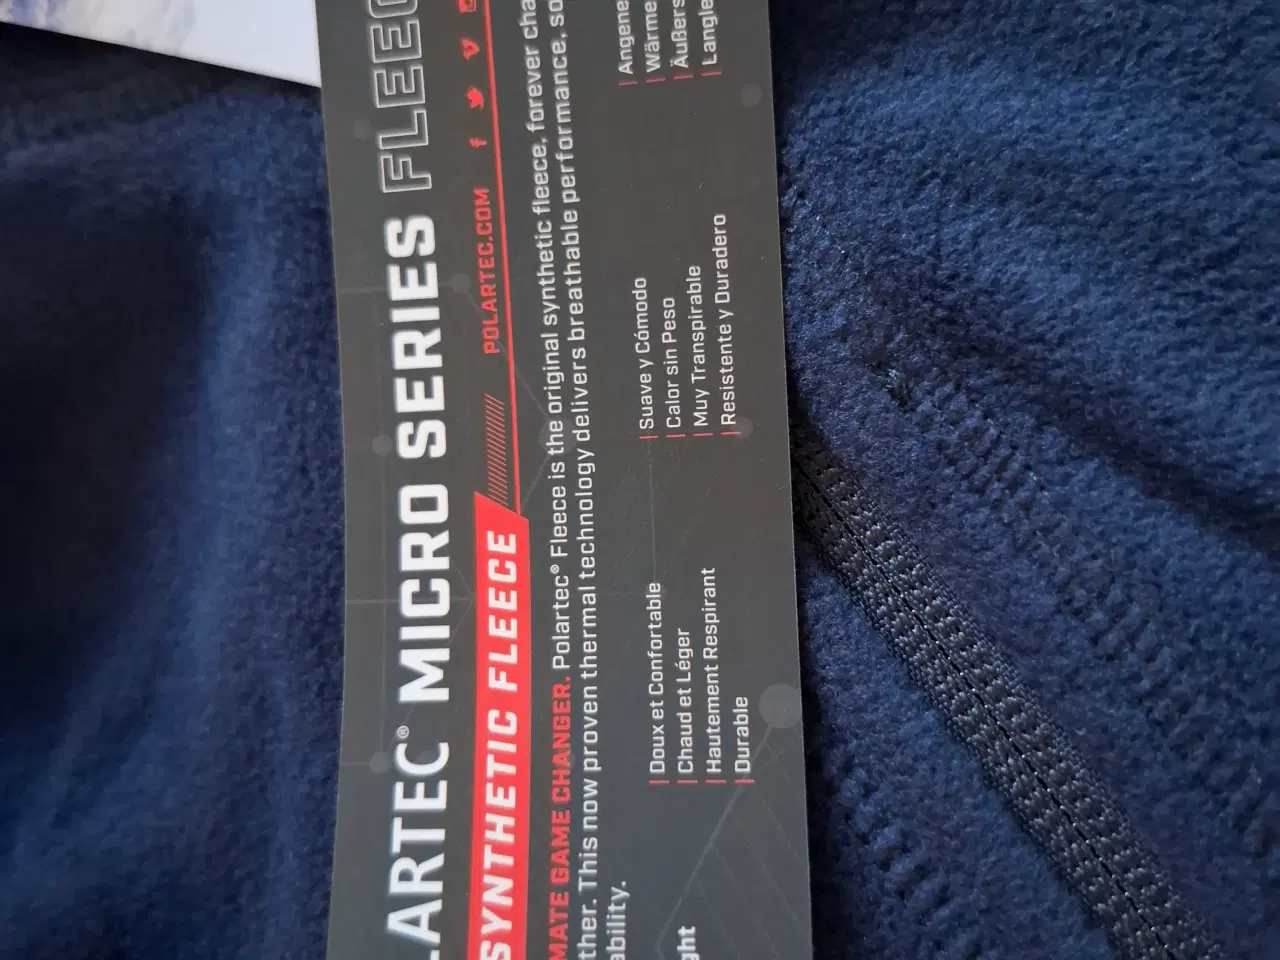 LARTEC® MICRO SERIES FLEEC
SYNTHETIC FLEECE
POLARTEC.COM
MATE GAME CHANGER. Polartec® Fleece is the original synthetic fleece, forever cha
ther. This now proven thermal technology delivers breathable performance, so
ability.
ght
Doux et Confortable
Chaud et Léger
Hautement Respirant
Durable
Suave y Cómodo
Calor sin Peso
Muy Transpirable
Resistente y Duradero
Angene
Wärme
Äußers
Langle